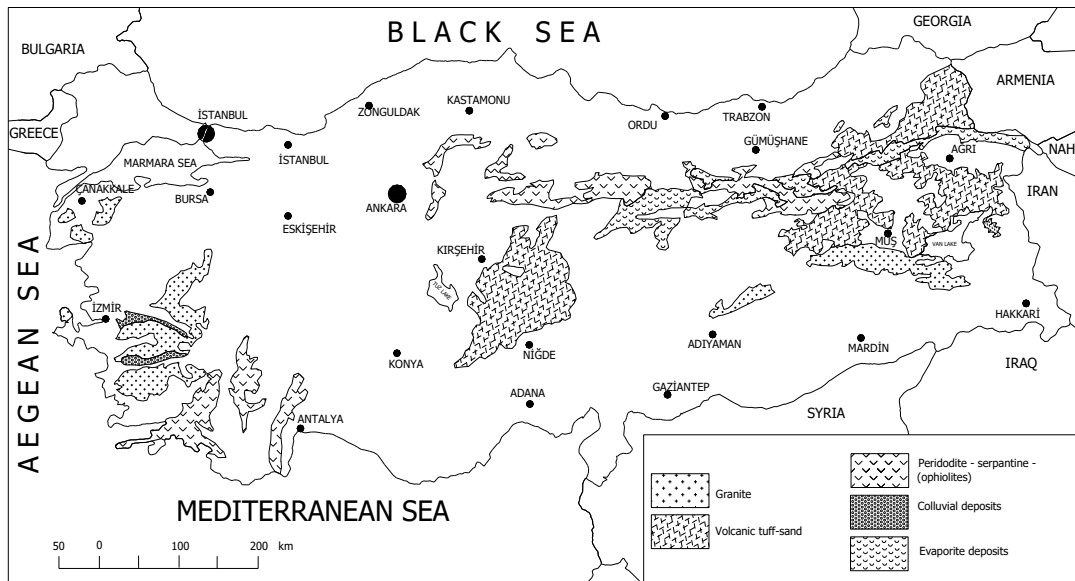 BLACK SEA
GEORGIA
BULGARIA
ARMENIA
ZONGULDAK
KASTAMONU
İSTANBUL
ORDU
TRABZON
GREECE
İSTANBUL
GÜMÜŞHANE
NAH
MARMARA SEA
AĞRI
ÇANAKKALE
BURSA
ANKARA
IRAN
ESKİŞEHİR
MUŞ
VAN LAKE
KIRŞEHİR
TUZ LAKE
AEGEAN SEA
İZMİR
HAKKARİ
ADIYAMAN
MARDİN
NİĞDE
KONYA
IRAQ
GAZİANTEP
ADANA
SYRIA
ANTALYA
MEDITERRANEAN SEA
Granite
Volcanic tuff-sand
Peridodite - serpantine -
(ophiolites)
Colluvial deposits
Evaporite deposits
50 0 100 200 km